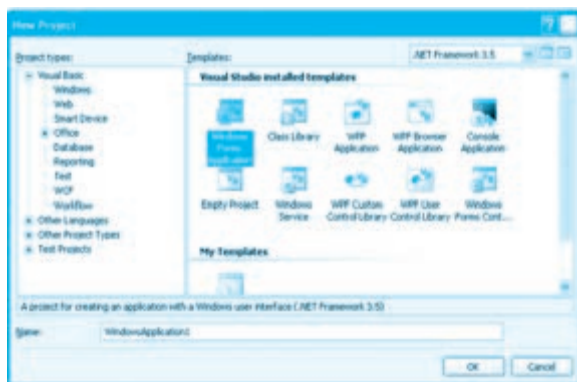 New Project
Project types:
Templates:
.NET Framework 3.5
Visual Basic
Windows
Web
Smart Device
Office
Database
Reporting
Test
WCF
Workflow
Other Languages
Other Project Types
Test Projects
Visual Studio installed templates
Windows Forms Application
Class Library
WPF Application
WPF Browser Application
Console Application
Empty Project
Windows Service
WPF Custom Control Library
WPF User Control Library
Windows Forms Cont...
My Templates
A project for creating an application with a Windows user interface (.NET Framework 3.5)
Name:
WindowsApplication1
OK
Cancel